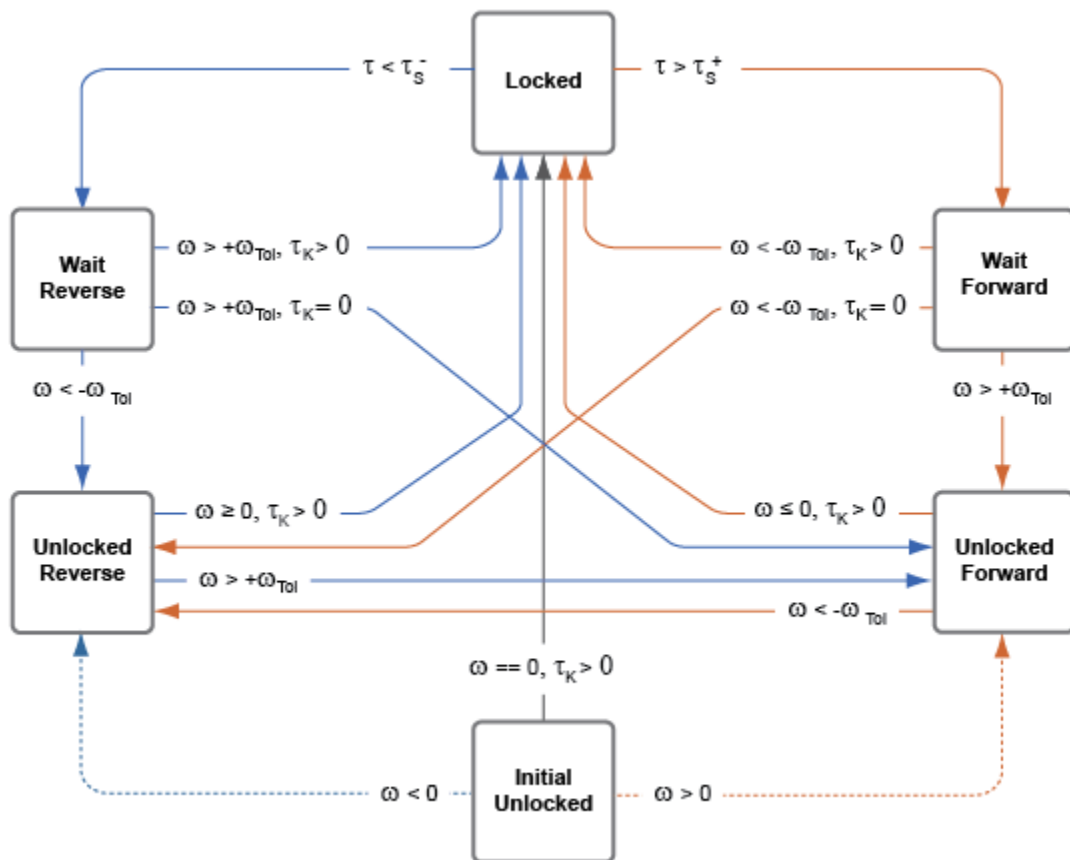 τ < τS-
Locked
τ > τS+
Wait
Reverse
ω > +ωTol, τK > 0
ω < -ωTol, τK > 0
Wait
Forward
ω > +ωTol, τK = 0
ω < -ωTol, τK = 0
ω < -ωTol
ω > +ωTol
Unlocked
Reverse
ω ≥ 0, τK > 0
ω ≤ 0, τK > 0
Unlocked
Forward
ω > +ωTol
ω < -ωTol
ω == 0, τK > 0
Initial
Unlocked
ω < 0
ω > 0